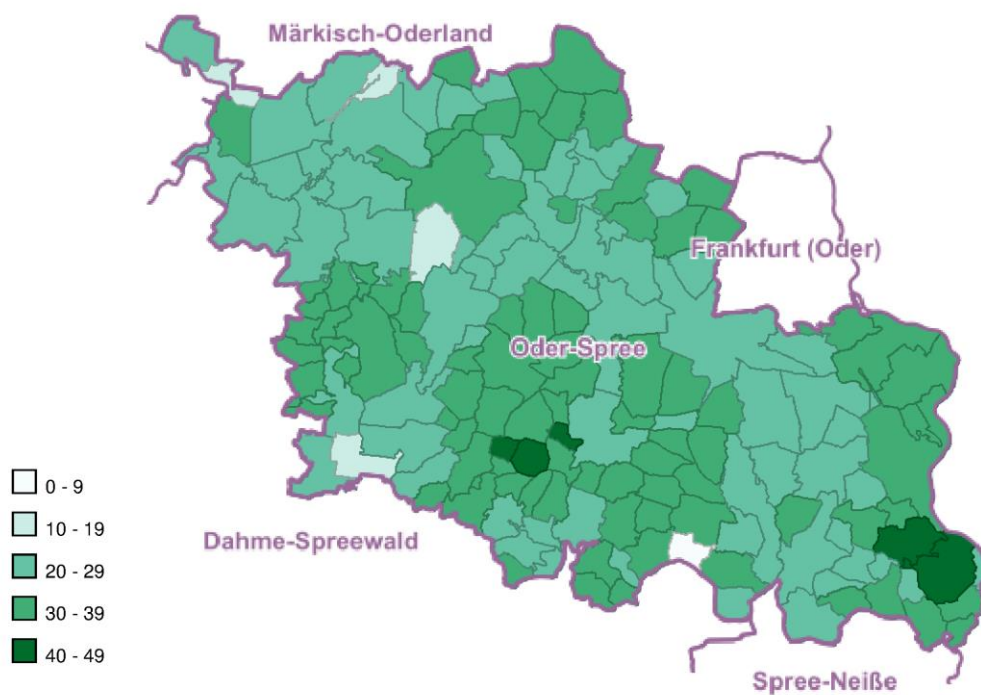 Märkisch-Oderland
Frankfurt (Oder)
Oder-Spree
0 - 9
10 - 19
20 - 29
30 - 39
40 - 49
Dahme-Spreewald
Spree-Neiße